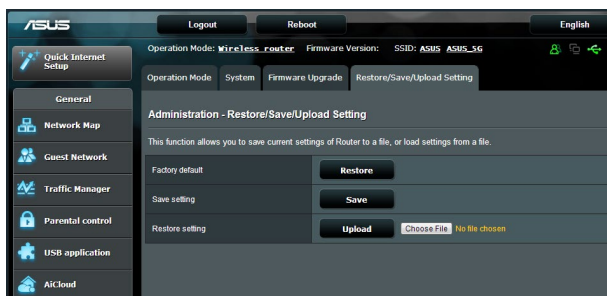 ASUS
Logout Reboot English
Quick Internet Setup
Operation Mode: Wireless router Firmware Version: SSID: ASUS ASUS_5G
Operation Mode System Firmware Upgrade Restore/Save/Upload Setting
General
Network Map
Guest Network
Traffic Manager
Parental control
USB application
AiCloud
Administration - Restore/Save/Upload Setting
This function allows you to save current settings of Router to a file, or load settings from a file.
Factory default Restore
Save setting Save
Restore setting Upload Choose File No file chosen